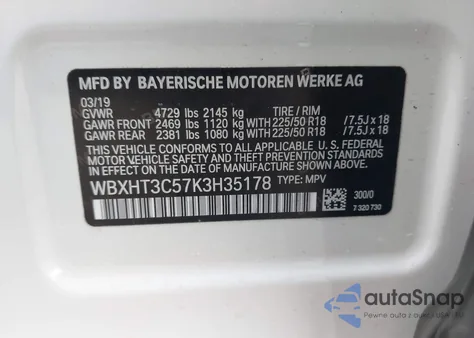 MFD BY BAYERISCHE MOTOREN WERKE AG
03/19
GVWR 4729 lbs 2145 kg TIRE / RIM
GAWR FRONT 2469 lbs 1120 kg WITH 225/50 R18 /7.5J x 18
GAWR REAR 2381 lbs 1080 kg WITH 225/50 R18 /7.5J x 18
THIS VEHICLE CONFORMS TO ALL APPLICABLE U. S. FEDERAL
MOTOR VEHICLE SAFETY STANDARDS IN EFFECT
ON THE DATE OF MANUFACTURE SHOWN ABOVE.
WBXHT3C57K3H35178 TYPE: MPV
300/0
7 320 730
autoSnap
Pewne auta z USA